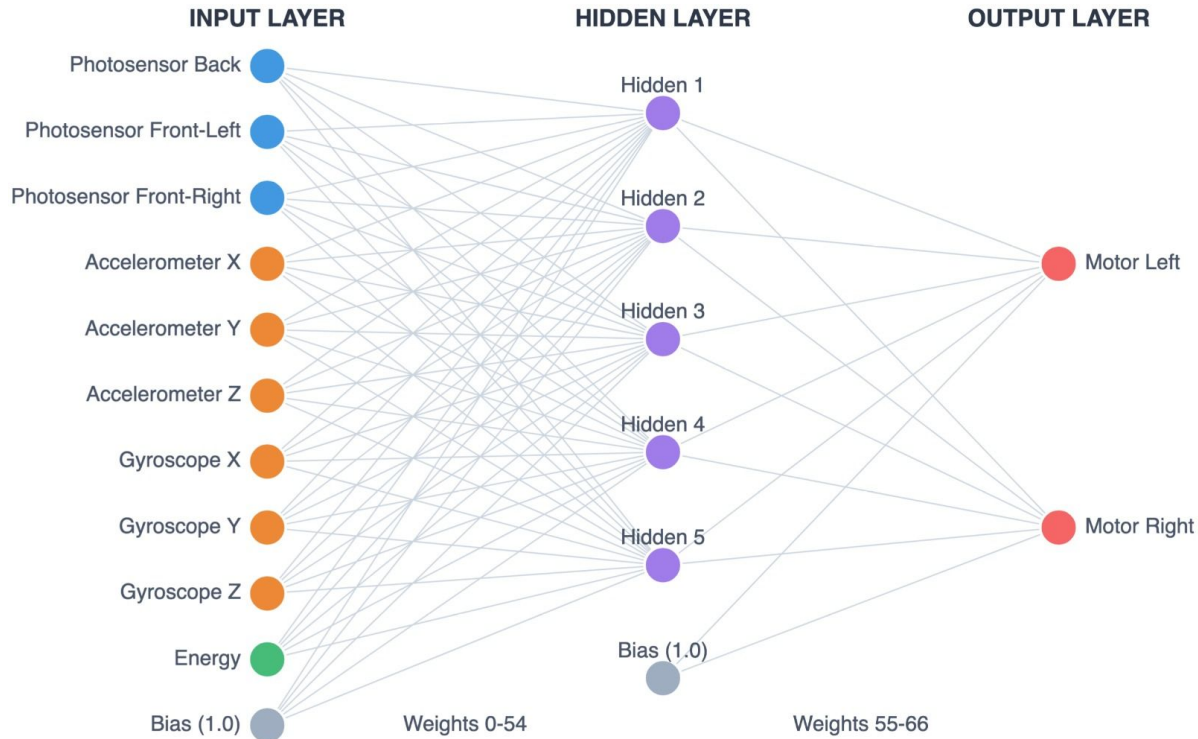 INPUT LAYER
HIDDEN LAYER
OUTPUT LAYER
Photosensor Back
Photosensor Front-Left
Photosensor Front-Right
Accelerometer X
Accelerometer Y
Accelerometer Z
Gyroscope X
Gyroscope Y
Gyroscope Z
Energy
Bias (1.0)
Hidden 1
Hidden 2
Hidden 3
Hidden 4
Hidden 5
Bias (1.0)
Motor Left
Motor Right
Weights 0-54
Weights 55-66